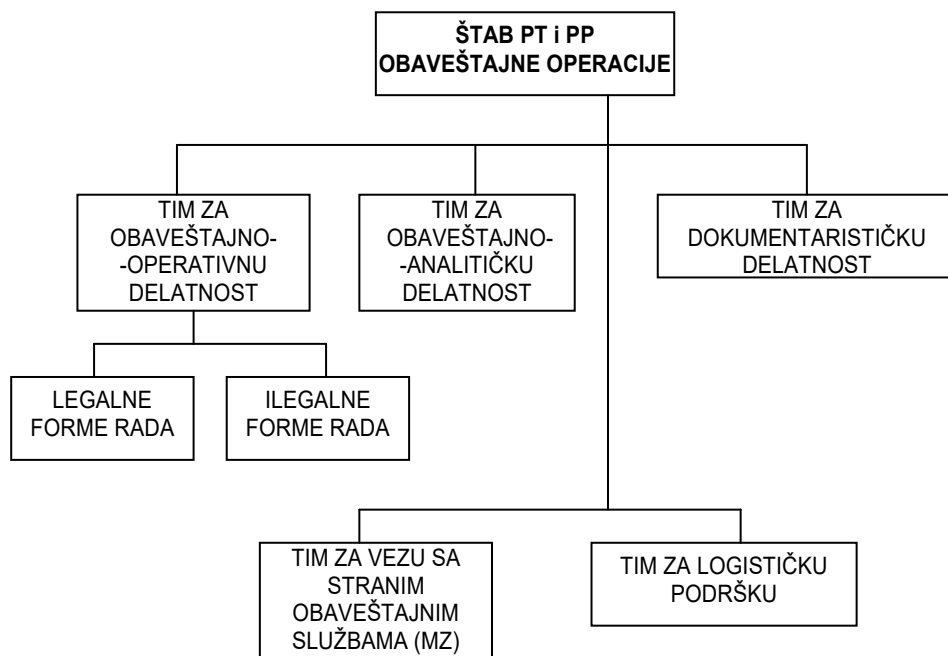 ŠTAB PT i PP
OBAVEŠTAJNE OPERACIJE
TIM ZA
OBAVEŠTAJNO-
-OPERATIVNU
DELATNOST
TIM ZA
OBAVEŠTAJNO-
-ANALITIČKU
DELATNOST
TIM ZA
DOKUMENTARISTIČKU
DELATNOST
LEGALNE
FORME RADA
ILEGALNE
FORME RADA
TIM ZA VEZU SA
STRANIM
OBAVEŠTAJNIM
SLUŽBAMA (MZ)
TIM ZA LOGISTIČKU
PODRŠKU